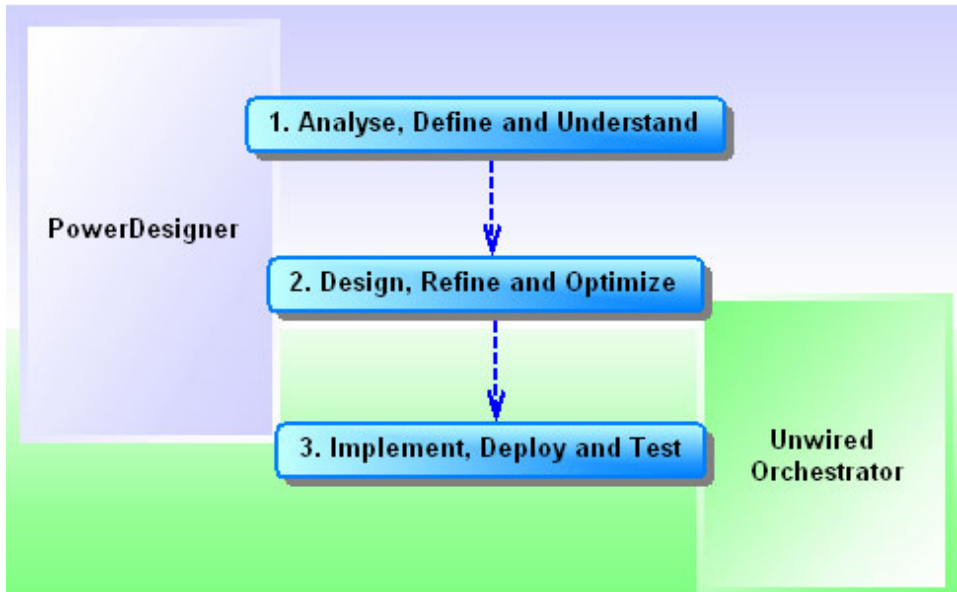 1. Analyse, Define and Understand
PowerDesigner
2. Design, Refine and Optimize
3. Implement, Deploy and Test
Unwired
Orchestrator